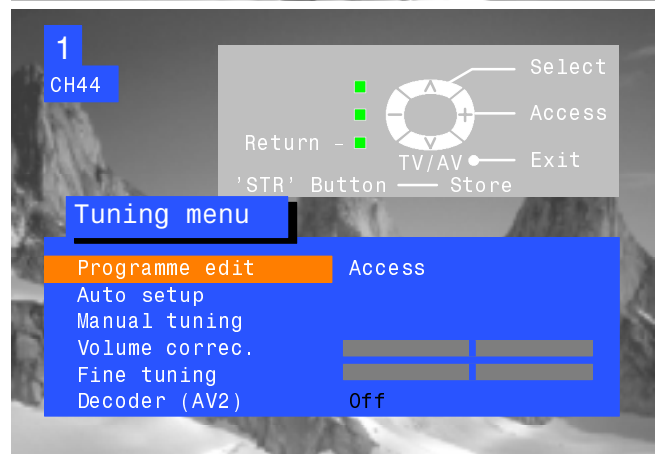 1
CH44
Select
Access
Return –
TV/AV
Exit
'STR' Button Store
Tuning menu
Programme edit Access
Auto setup
Manual tuning
Volume correc.
Fine tuning
Decoder (AV2) Off